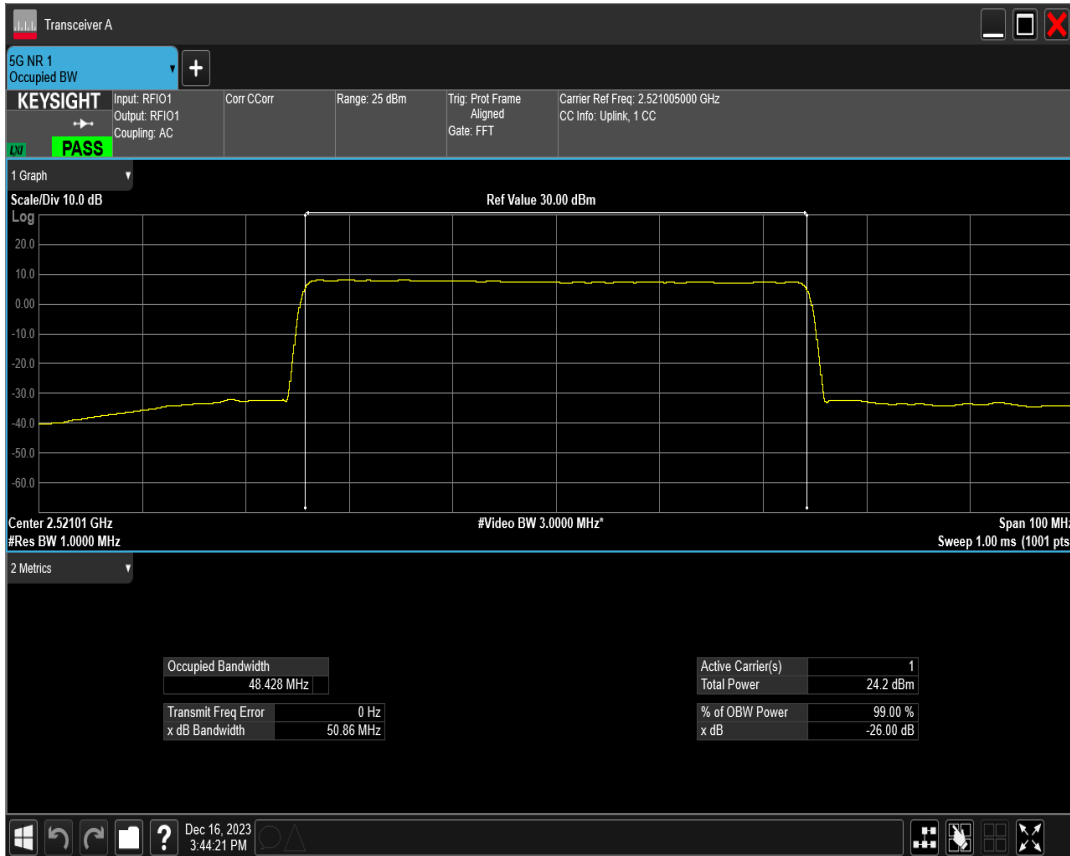 Transceiver A
5G NR 1
Occupied BW
+
KEYSIGHT
LXI
PASS
Input: RFIO1
Output: RFIO1
Coupling: AC
Corr CCorr
Range: 25 dBm
Trig: Prot Frame
Aligned
Gate: FFT
Carrier Ref Freq: 2.521005000 GHz
CC Info: Uplink, 1 CC
1 Graph
Scale/Div 10.0 dB
Ref Value 30.00 dBm
Log
20.0
10.0
0.00
-10.0
-20.0
-30.0
-40.0
-50.0
-60.0
Center 2.52101 GHz
#Video BW 3.0000 MHz*
Span 100 MHz
#Res BW 1.0000 MHz
Sweep 1.00 ms (1001 pts
2 Metrics
Occupied Bandwidth
48.428 MHz
Transmit Freq Error 0 Hz
x dB Bandwidth 50.86 MHz
Active Carrier(s) 1
Total Power 24.2 dBm
% of OBW Power 99.00 %
x dB -26.00 dB
?
Dec 16, 2023
3:44:21 PM